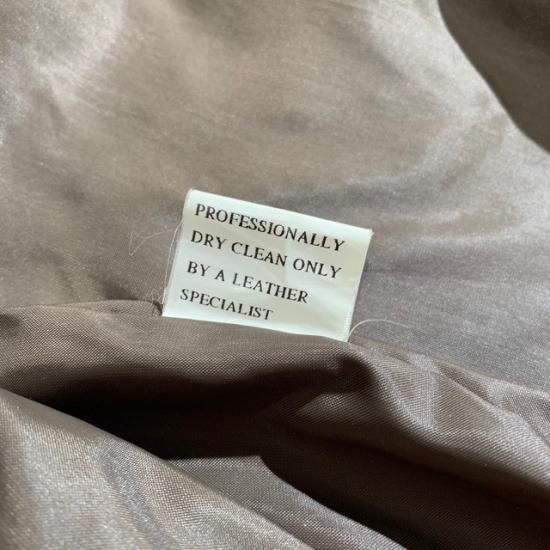 PROFESSIONALLY
DRY CLEAN ONLY
BY A LEATHER
SPECIALIST